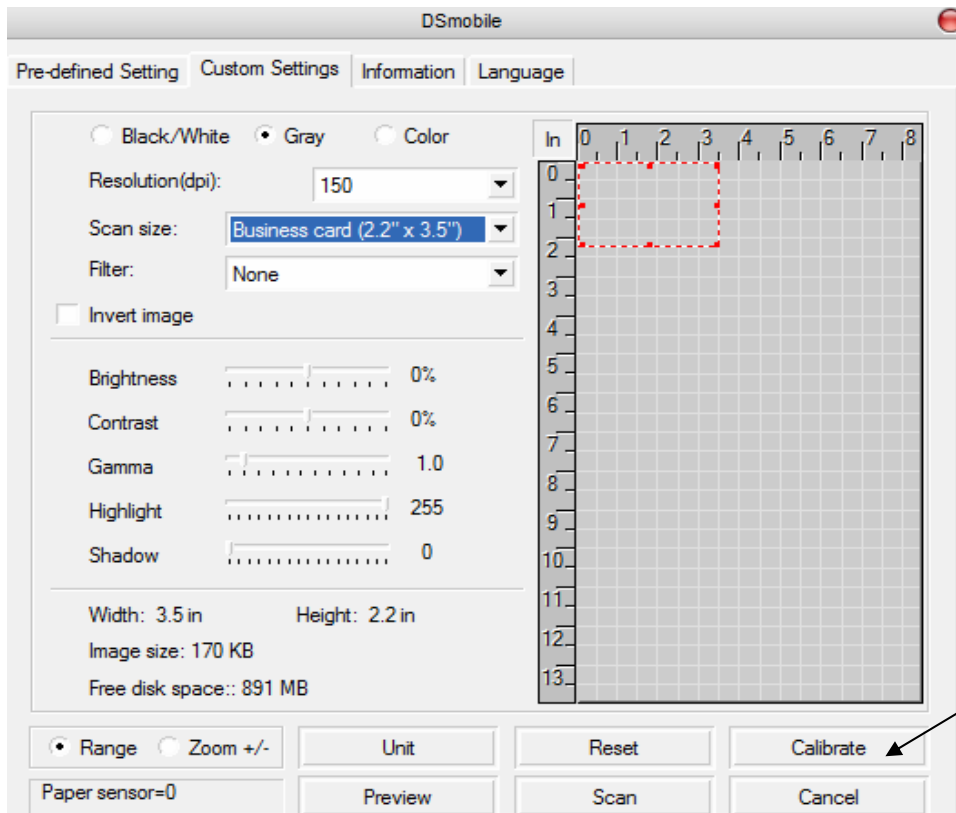 DSmobile
Pre-defined Setting Custom Settings Information Language
Black/White Gray Color
Resolution(dpi): 150
Scan size: Business card (2.2" x 3.5")
Filter: None
Invert image
Brightness 0%
Contrast 0%
Gamma 1.0
Highlight 255
Shadow 0
Width: 3.5 in Height: 2.2 in
Image size: 170 KB
Free disk space:: 891 MB
In 0 1 2 3 4 5 6 7 8
0
1
2
3
4
5
6
7
8
9
10
11
12
13
Range Zoom +/- Unit Reset Calibrate
Paper sensor=0 Preview Scan Cancel